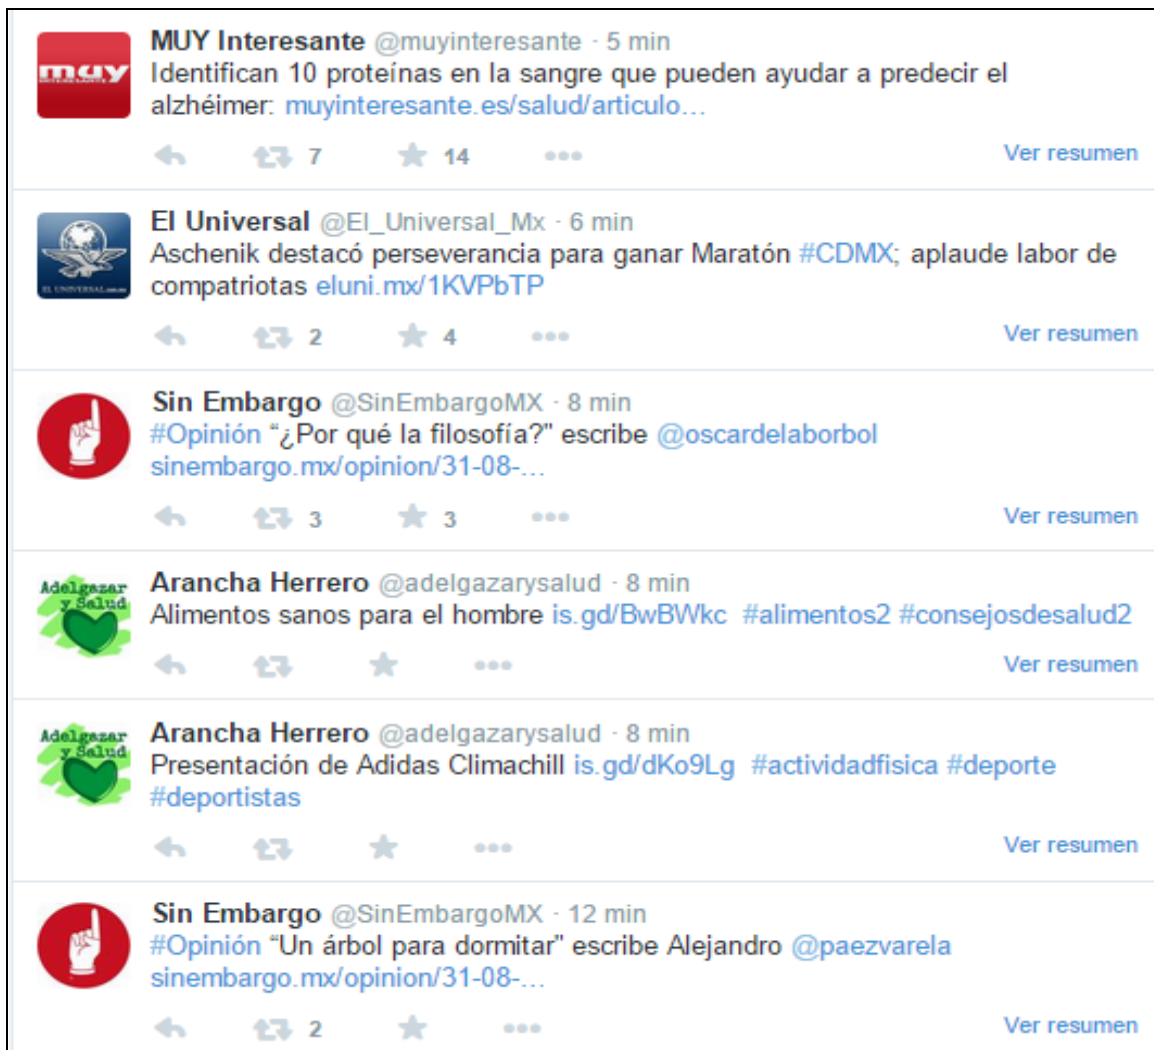 muy
INTERESANTE
MUY Interesante @muyinteresante · 5 min
Identifican 10 proteínas en la sangre que pueden ayudar a predecir el
alzhéimer: muyinteresante.es/salud/articulo...
7 14 Ver resumen
EL UNIVERSAL.com.mx
El Universal @El_Universal_Mx · 6 min
Aschenik destacó perseverancia para ganar Maratón #CDMX; aplaude labor de
compatriotas eluni.mx/1KVPbTP
2 4 Ver resumen
Sin Embargo @SinEmbargoMX · 8 min
#Opinión “¿Por qué la filosofía?” escribe @oscardelaborbol
sinembargo.mx/opinion/31-08-...
3 3 Ver resumen
Adelgazar
y Salud
Arancha Herrero @adelgazarysalud · 8 min
Alimentos sanos para el hombre is.gd/BwBWkc #alimentos2 #consejosdesalud2
Ver resumen
Adelgazar
y Salud
Arancha Herrero @adelgazarysalud · 8 min
Presentación de Adidas Climachill is.gd/dKo9Lg #actividadfisica #deporte
#deportistas
Ver resumen
Sin Embargo @SinEmbargoMX · 12 min
#Opinión “Un árbol para dormitar” escribe Alejandro @paezvarela
sinembargo.mx/opinion/31-08-...
2 Ver resumen